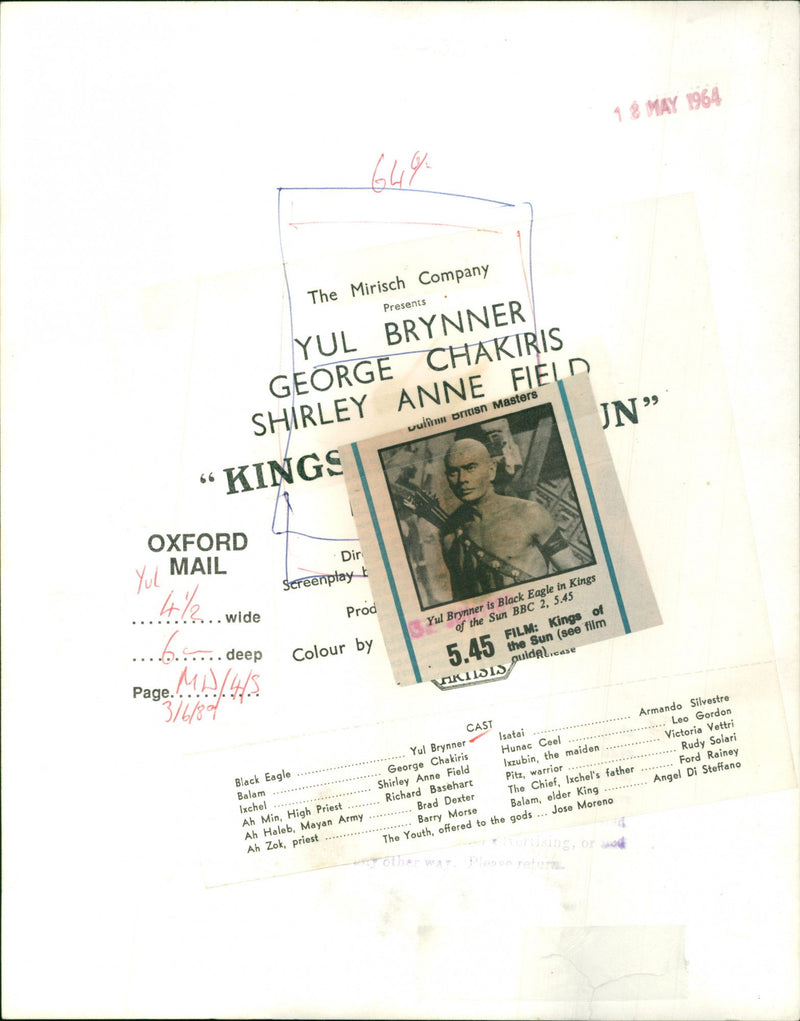 18 MAY 1964
64%
The Mirisch Company
Presents
YUL BRYNNER
GEORGE CHAKIRIS
SHIRLEY ANNE FIELD
"KINGS
UN"
Dunhill British Masters
Yul Brynner is Black Eagle in Kings
of the Sun BBC 2, 5.45
5.45 FILM: Kings of
the Sun (see film
guide)
OXFORD
MAIL
Yul
4½ wide
6 deep
Page MD/4/S
3/6/89
Dir
Screenplay b
Prod
Colour by
ARTISTS
CAST
Black Eagle ........ Yul Brynner
Balam ........ George Chakiris
Ixchel ........ Shirley Anne Field
Ah Min, High Priest ........ Richard Basehart
Ah Haleb, Mayan Army ........ Brad Dexter
Ah Zok, priest ........ Barry Morse
Isatai ........ Armando Silvestre
Hunac Ceel ........ Leo Gordon
Ixzubin, the maiden ........ Victoria Vettri
Pitz, warrior ........ Rudy Solari
The Chief, Ixchel's father ........ Ford Rainey
Balam, elder King ........ Angel Di Steffano
The Youth, offered to the gods ... Jose Moreno
other way. Please return.